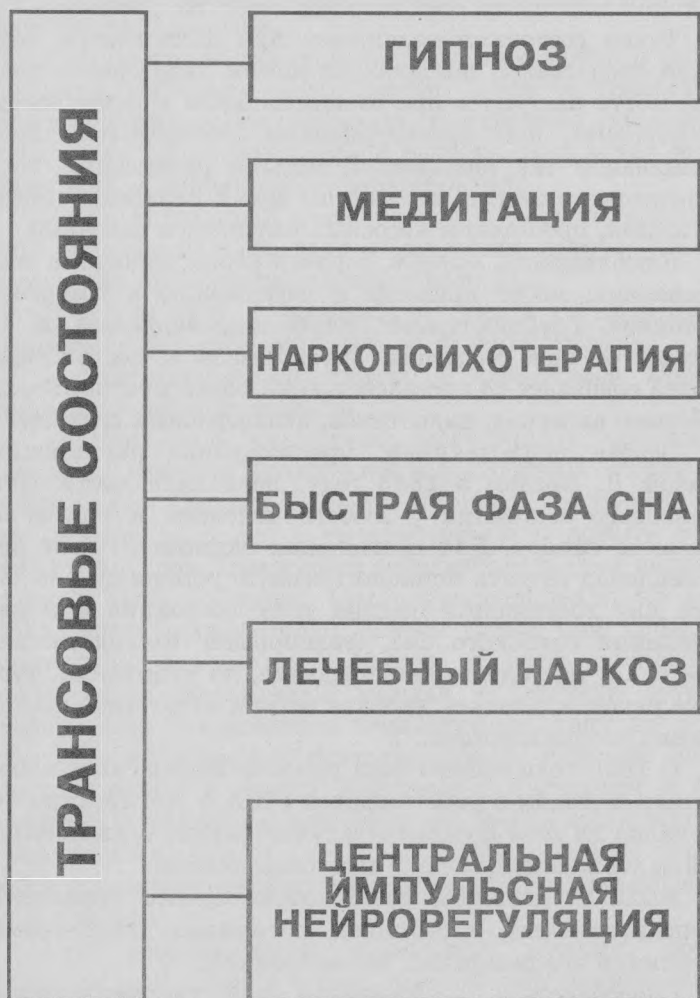 ТРАНСОВЫЕ СОСТОЯНИЯ
ГИПНОЗ
МЕДИТАЦИЯ
НАРКОПСИХОТЕРАПИЯ
БЫСТРАЯ ФАЗА СНА
ЛЕЧЕБНЫЙ НАРКОЗ
ЦЕНТРАЛЬНАЯ
ИМПУЛЬСНАЯ
НЕЙРОРЕГУЛЯЦИЯ